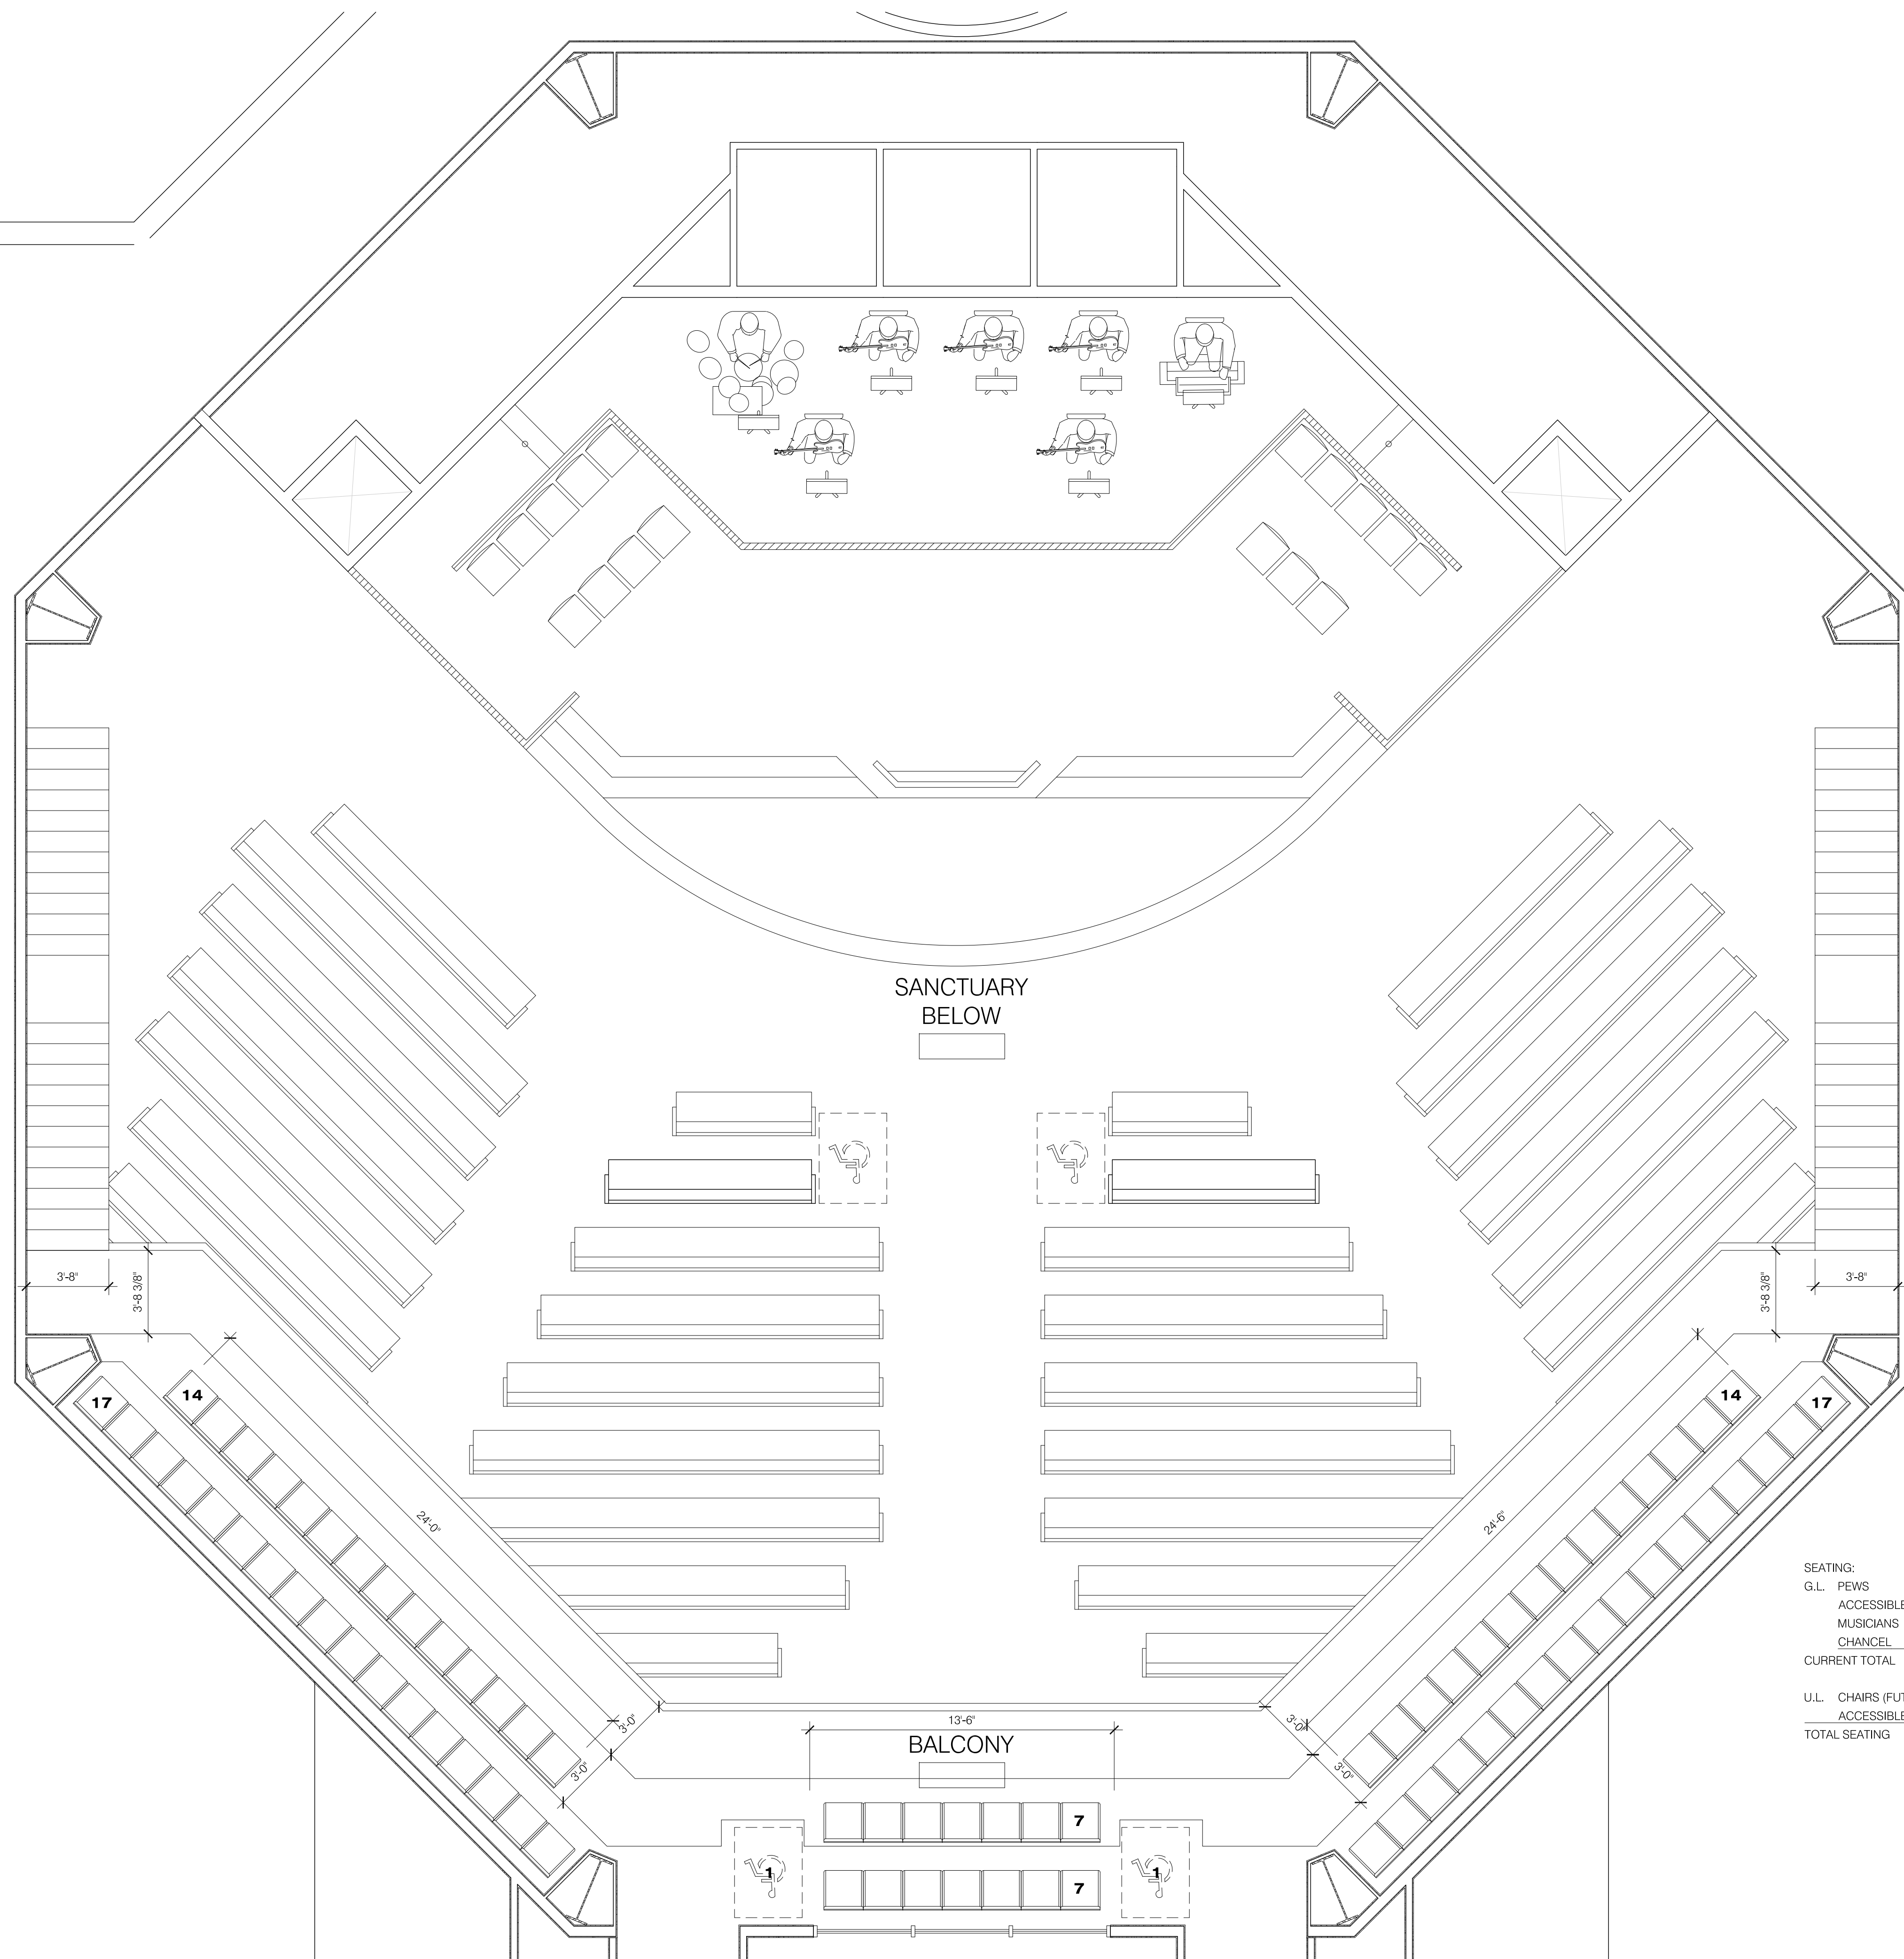 SANCTUARY
BELOW
3'-8"
3'-8 3/8"
3'-8 3/8"
3'-8"
17
14
14
17
24'-0"
24'-6"
SEATING:
G.L. PEWS
ACCESSIBLE
MUSICIANS
CHANCEL
CURRENT TOTAL
U.L. CHAIRS (FUT
ACCESSIBLE
TOTAL SEATING
3'-0"
13'-6"
3'-0"
BALCONY
3'-0"
3'-0"
7
1
1
7